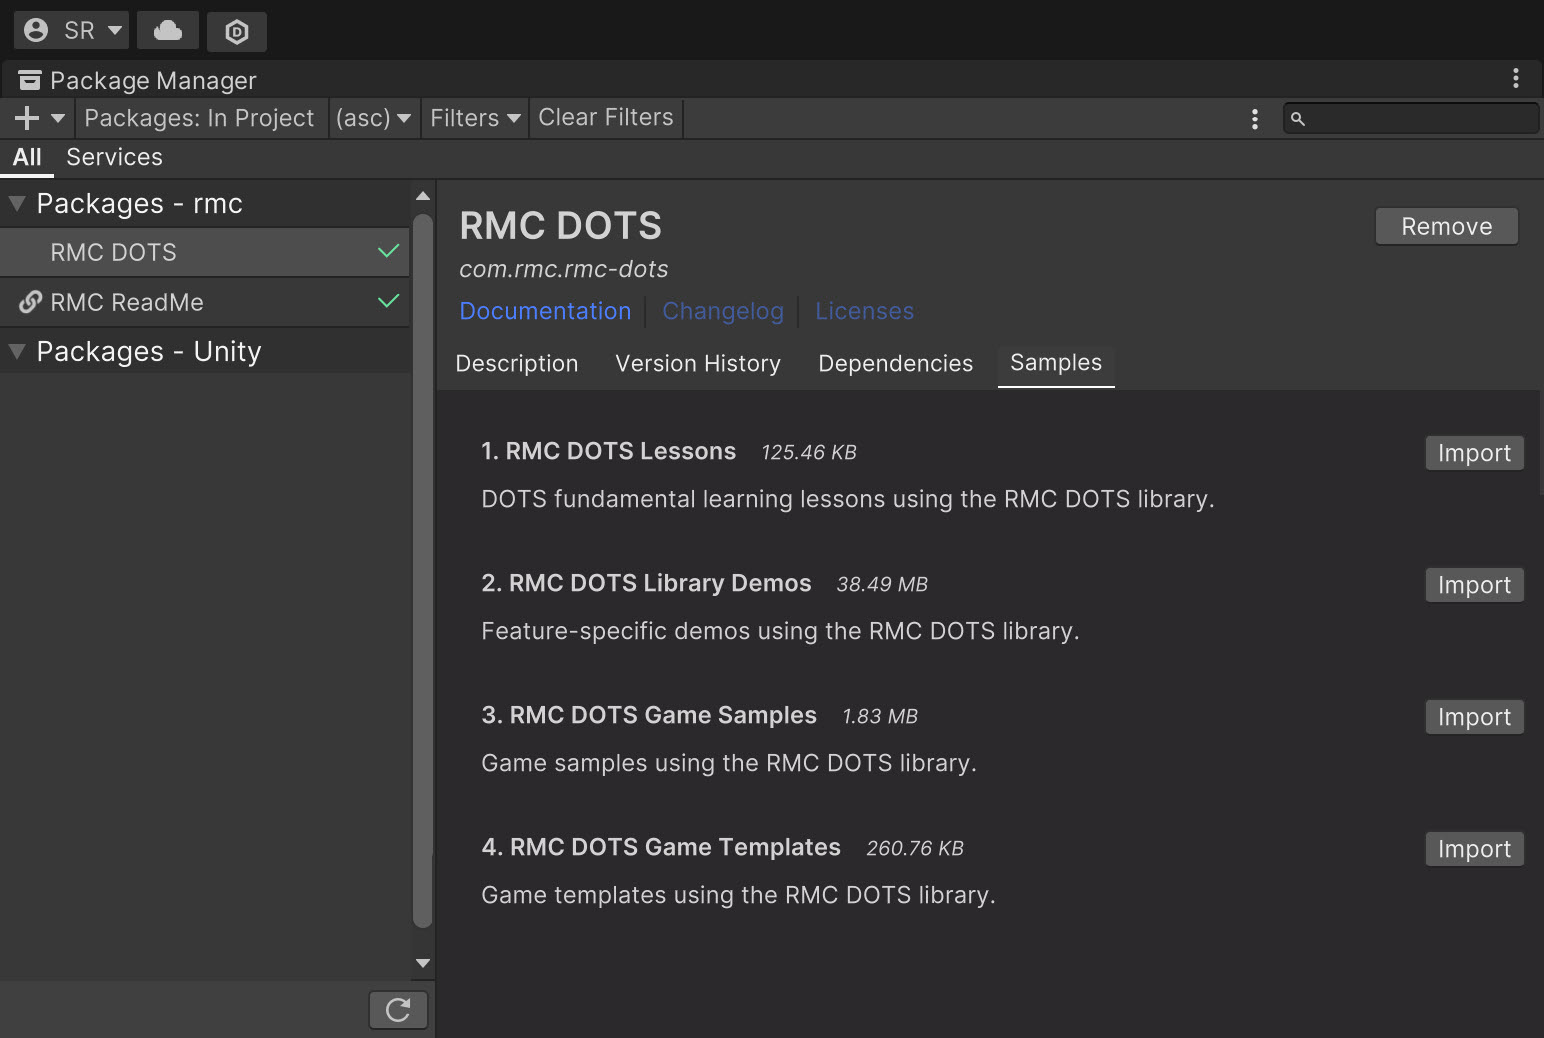 SR
Package Manager
Packages: In Project (asc) Filters Clear Filters
All Services
Packages - rmc
RMC DOTS
RMC ReadMe
Packages - Unity
RMC DOTS
Remove
com.rmc.rmc-dots
Documentation Changelog Licenses
Description Version History Dependencies Samples
1. RMC DOTS Lessons 125.46 KB Import
DOTS fundamental learning lessons using the RMC DOTS library.
2. RMC DOTS Library Demos 38.49 MB Import
Feature-specific demos using the RMC DOTS library.
3. RMC DOTS Game Samples 1.83 MB Import
Game samples using the RMC DOTS library.
4. RMC DOTS Game Templates 260.76 KB Import
Game templates using the RMC DOTS library.